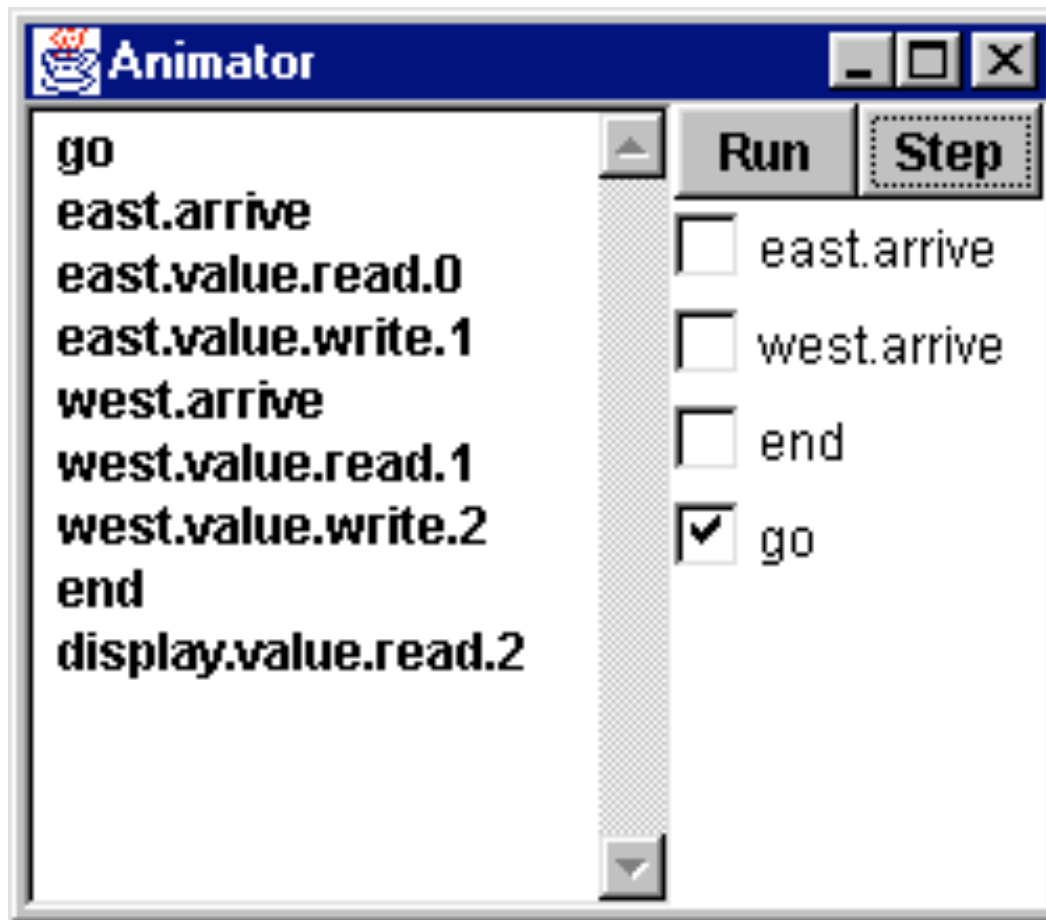 Animator
go
east.arrive
east.value.read.0
east.value.write.1
west.arrive
west.value.read.1
west.value.write.2
end
display.value.read.2
Run Step
east.arrive
west.arrive
end
go